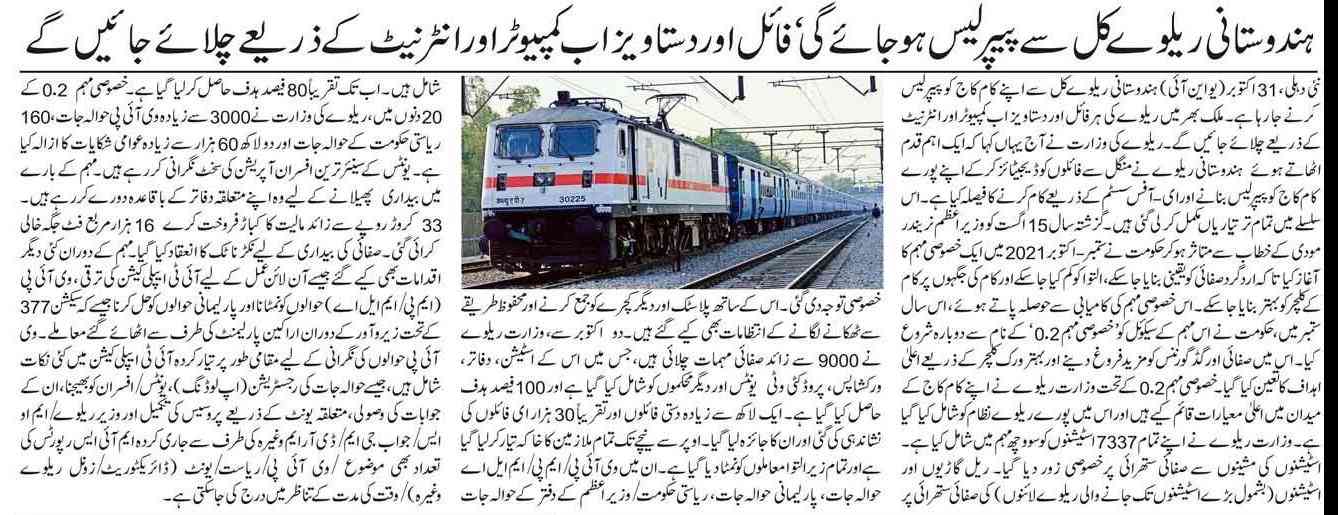 ہندوستانی ریلوے کل سے پیپر لیس ہو جائے گی، فائل اور دستاویز اب کمپیوٹر اور انٹرنیٹ کے ذریعے چلائے جائیں گے
نئی دہلی، 31 اکتوبر (یو این آئی) ہندوستانی ریلوے کل سے اپنے کام کاج کو پیپر لیس
کرنے جا رہا ہے۔ ملک بھر میں ریلوے کی ہر فائل اور دستاویز اب کمپیوٹر اور انٹرنیٹ
کے ذریعے چلائے جائیں گے۔ ریلوے کی وزارت نے آج یہاں کہا کہ ایک اہم قدم
اٹھاتے ہوئے ہندوستانی ریلوے نے منگل سے فائلوں کو ڈیجیٹائز کر کے اپنے پورے
کام کاج کو پیپر لیس بنانے اور ای۔ آفس سسٹم کے ذریعے کام کرنے کا فیصلہ کیا ہے۔ اس
سلسلے میں تمام تر تیاریاں مکمل کر لی گئی ہیں۔ گزشتہ سال 15 اگست کو وزیر اعظم نریندر
مودی کے خطاب سے متاثر ہو کر حکومت نے ستمبر۔ اکتوبر 2021 میں ایک خصوصی مہم کا
آغاز کیا تاکہ ارد گرد صفائی کو یقینی بنایا جا سکے، التوا کو کم کیا جا سکے اور کام کی جگہوں پر کام
کے کلچر کو بہتر بنایا جا سکے۔ اس خصوصی مہم کی کامیابی سے حوصلہ پاتے ہوئے، اس سال
ستمبر میں، حکومت نے اس مہم کے سیکوئل کو 'خصوصی مہم 0.2' کے نام سے دوبارہ شروع
کیا۔ اس میں صفائی اور گڈ گورننس کو مزید فروغ دینے اور بہتر ورک کلچر کے ذریعے اعلیٰ
اہداف کا تعین کیا گیا۔ خصوصی مہم 0.2 کے تحت وزارت ریلوے نے اپنے کام کاج کے
میدان میں اعلیٰ معیارات قائم کیے ہیں اور اس میں پورے ریلوے نظام کو شامل کیا گیا
ہے۔ وزارت ریلوے نے اپنے تمام 7337 اسٹیشنوں کو سوچھ مہم میں شامل کیا ہے۔
اسٹیشنوں کی مشینوں سے صفائی ستھرائی پر خصوصی زور دیا گیا۔ ریل گاڑیوں اور
اسٹیشنوں (بشمول بڑے اسٹیشنوں تک جانے والی ریلوے لائنوں) کی صفائی ستھرائی پر
30225
خصوصی توجہ دی گئی۔ اس کے ساتھ پلاسٹک اور دیگر کچرے کو جمع کرنے اور محفوظ طریقے
سے ٹھکانے لگانے کے انتظامات بھی کیے گئے ہیں۔ دو اکتوبر سے، وزارت ریلوے
نے 9000 سے زائد صفائی مہمات چلائی ہیں، جس میں اس کے اسٹیشن، دفاتر،
ورکشاپس، پروڈکٹی وٹی یونٹس اور دیگر محکموں کو شامل کیا گیا ہے اور 100 فیصد ہدف
حاصل کیا گیا ہے۔ ایک لاکھ سے زیادہ دستی فائلوں اور تقریباً 30 ہزار ای فائلوں کی
نشاندہی کی گئی اور ان کا جائزہ لیا گیا۔ اوپر سے نیچے تک تمام ملازمین کا خاکہ تیار کر لیا گیا
ہے اور تمام زیر التوا معاملوں کو نمٹا دیا گیا ہے۔ ان میں وی آئی پی/ ایم پی/ ایم ایل اے
حوالہ جات، پارلیمانی حوالہ جات، ریاستی حکومت/ وزیر اعظم کے دفتر کے حوالہ جات
شامل ہیں۔ اب تک تقریباً 80 فیصد ہدف حاصل کر لیا گیا ہے۔ خصوصی مہم 0.2 کے
20 دنوں میں، ریلوے کی وزارت نے 3000 سے زیادہ وی آئی پی حوالہ جات، 160
ریاستی حکومت کے حوالہ جات اور دو لاکھ 60 ہزار سے زیادہ عوامی شکایات کا ازالہ کیا
ہے۔ یونٹس کے سینئر ترین افسران آپریشن کی سخت نگرانی کر رہے ہیں۔ مہم کے بارے
میں بیداری پھیلانے کے لیے وہ اپنے متعلقہ دفاتر کے باقاعدہ دورے کر رہے ہیں۔
33 کروڑ روپے سے زائد مالیت کا کباڑ فروخت کر کے 16 ہزار مربع فٹ جگہ خالی
کرائی گئی۔ صفائی کی بیداری کے لیے نکڑ ناٹک کا انعقاد کیا گیا۔ مہم کے دوران کئی دیگر
اقدامات بھی کیے گئے جیسے آن لائن عمل کے لیے آئی ٹی ایپلی کیشن کی ترقی، وی آئی پی
(ایم پی/ ایم ایل اے) حوالوں کو نمٹانا اور پارلیمانی حوالوں کو حل کرنا جیسے کہ سیکشن 377
کے تحت زیرو آور کے دوران اراکین پارلیمنٹ کی طرف سے اٹھائے گئے معاملے۔ وی
آئی پی حوالوں کی نگرانی کے لیے مقامی طور پر تیار کردہ آئی ٹی ایپلی کیشن میں کئی نکات
شامل ہیں، جیسے حوالہ جات کی رجسٹریشن (اپ لوڈنگ)، یونٹس/ افسران کو بھیجنا، ان کے
جوابات کی وصولی، متعلقہ یونٹ کے ذریعے پروسیس کی تکمیل اور وزیر ریلوے/ ایم او
ایس/ جواب جی ایم/ ڈی آر ایم وغیرہ کی طرف سے جاری کردہ ایم آئی ایس رپورٹس کی
تعداد بھی موضوع /وی آئی پی/ ریاست/ یونٹ (ڈائریکٹوریٹ/ زونل ریلوے
وغیرہ)/ وقت کی مدت کے تناظر میں درج کی جا سکتی ہے۔